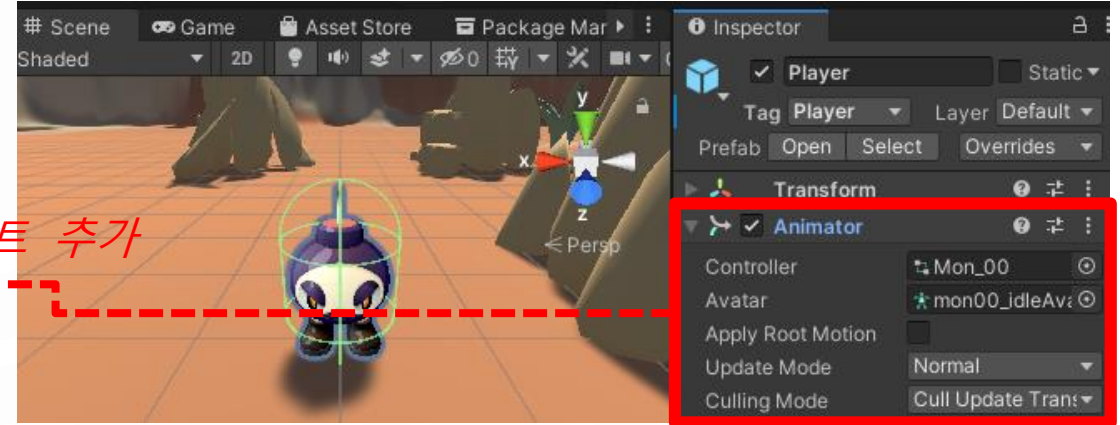 Scene Game Asset Store Package Mar
Shaded 2D 0
Inspector
Player Static
Tag Player Layer Default
Prefab Open Select Overrides
Transform
Animator
Controller Mon_00
Avatar mon00_idleAva
Apply Root Motion
Update Mode Normal
Culling Mode Cull Update Trans
y
x
z
Persp
트 추가